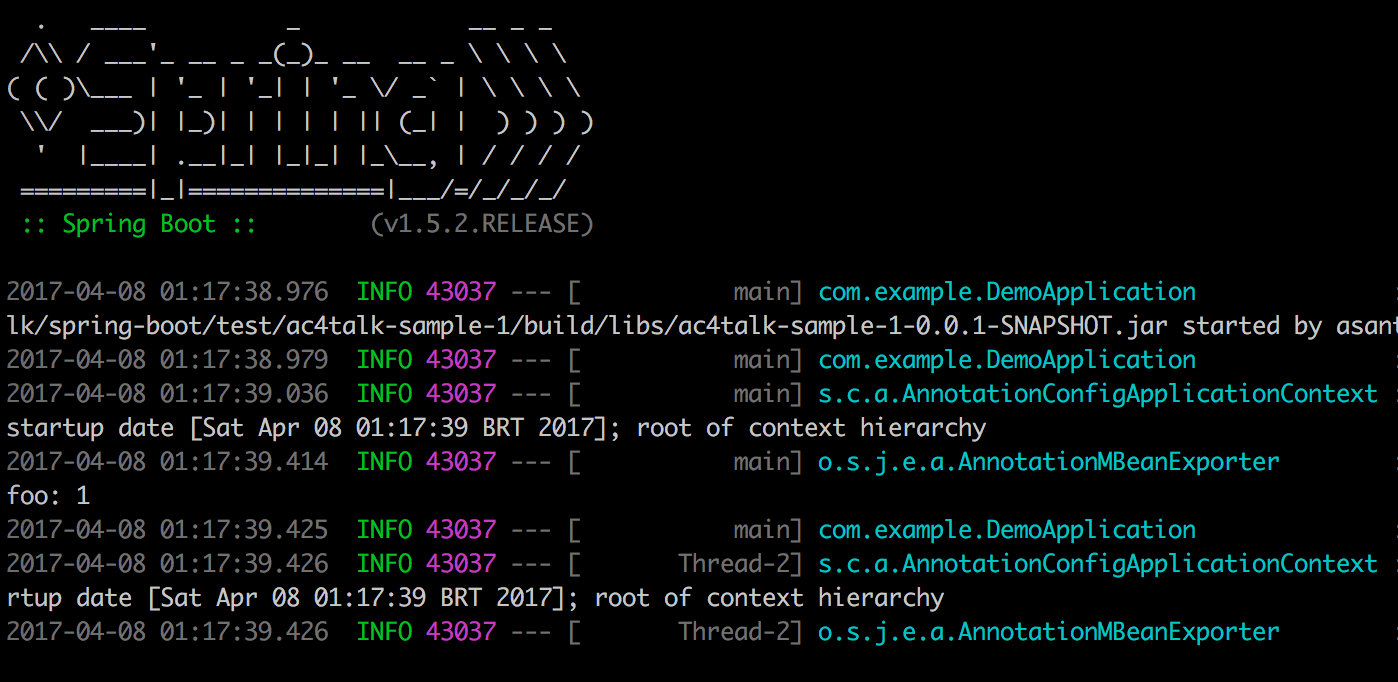 .   ____          _            __ _ _
 /\\ / ___'_ __ _ _(_)_ __  __ _ \ \ \ \
( ( )\___ | '_ | '_| | '_ \/ _` | \ \ \ \
 \\/  ___)| |_)| | | | | || (_| |  ) ) ) )
  '  |____| .__|_| |_|_| |_\__, | / / / /
 =========|_|==============|___/=/_/_/_/
 :: Spring Boot ::        (v1.5.2.RELEASE)
2017-04-08 01:17:38.976  INFO 43037 --- [           main] com.example.DemoApplication              :
lk/spring-boot/test/ac4talk-sample-1/build/libs/ac4talk-sample-1-0.0.1-SNAPSHOT.jar started by asant
2017-04-08 01:17:38.979  INFO 43037 --- [           main] com.example.DemoApplication              :
2017-04-08 01:17:39.036  INFO 43037 --- [           main] s.c.a.AnnotationConfigApplicationContext :
startup date [Sat Apr 08 01:17:39 BRT 2017]; root of context hierarchy
2017-04-08 01:17:39.414  INFO 43037 --- [           main] o.s.j.e.a.AnnotationMBeanExporter        :
foo: 1
2017-04-08 01:17:39.425  INFO 43037 --- [           main] com.example.DemoApplication              :
2017-04-08 01:17:39.426  INFO 43037 --- [       Thread-2] s.c.a.AnnotationConfigApplicationContext :
rtup date [Sat Apr 08 01:17:39 BRT 2017]; root of context hierarchy
2017-04-08 01:17:39.426  INFO 43037 --- [       Thread-2] o.s.j.e.a.AnnotationMBeanExporter        :